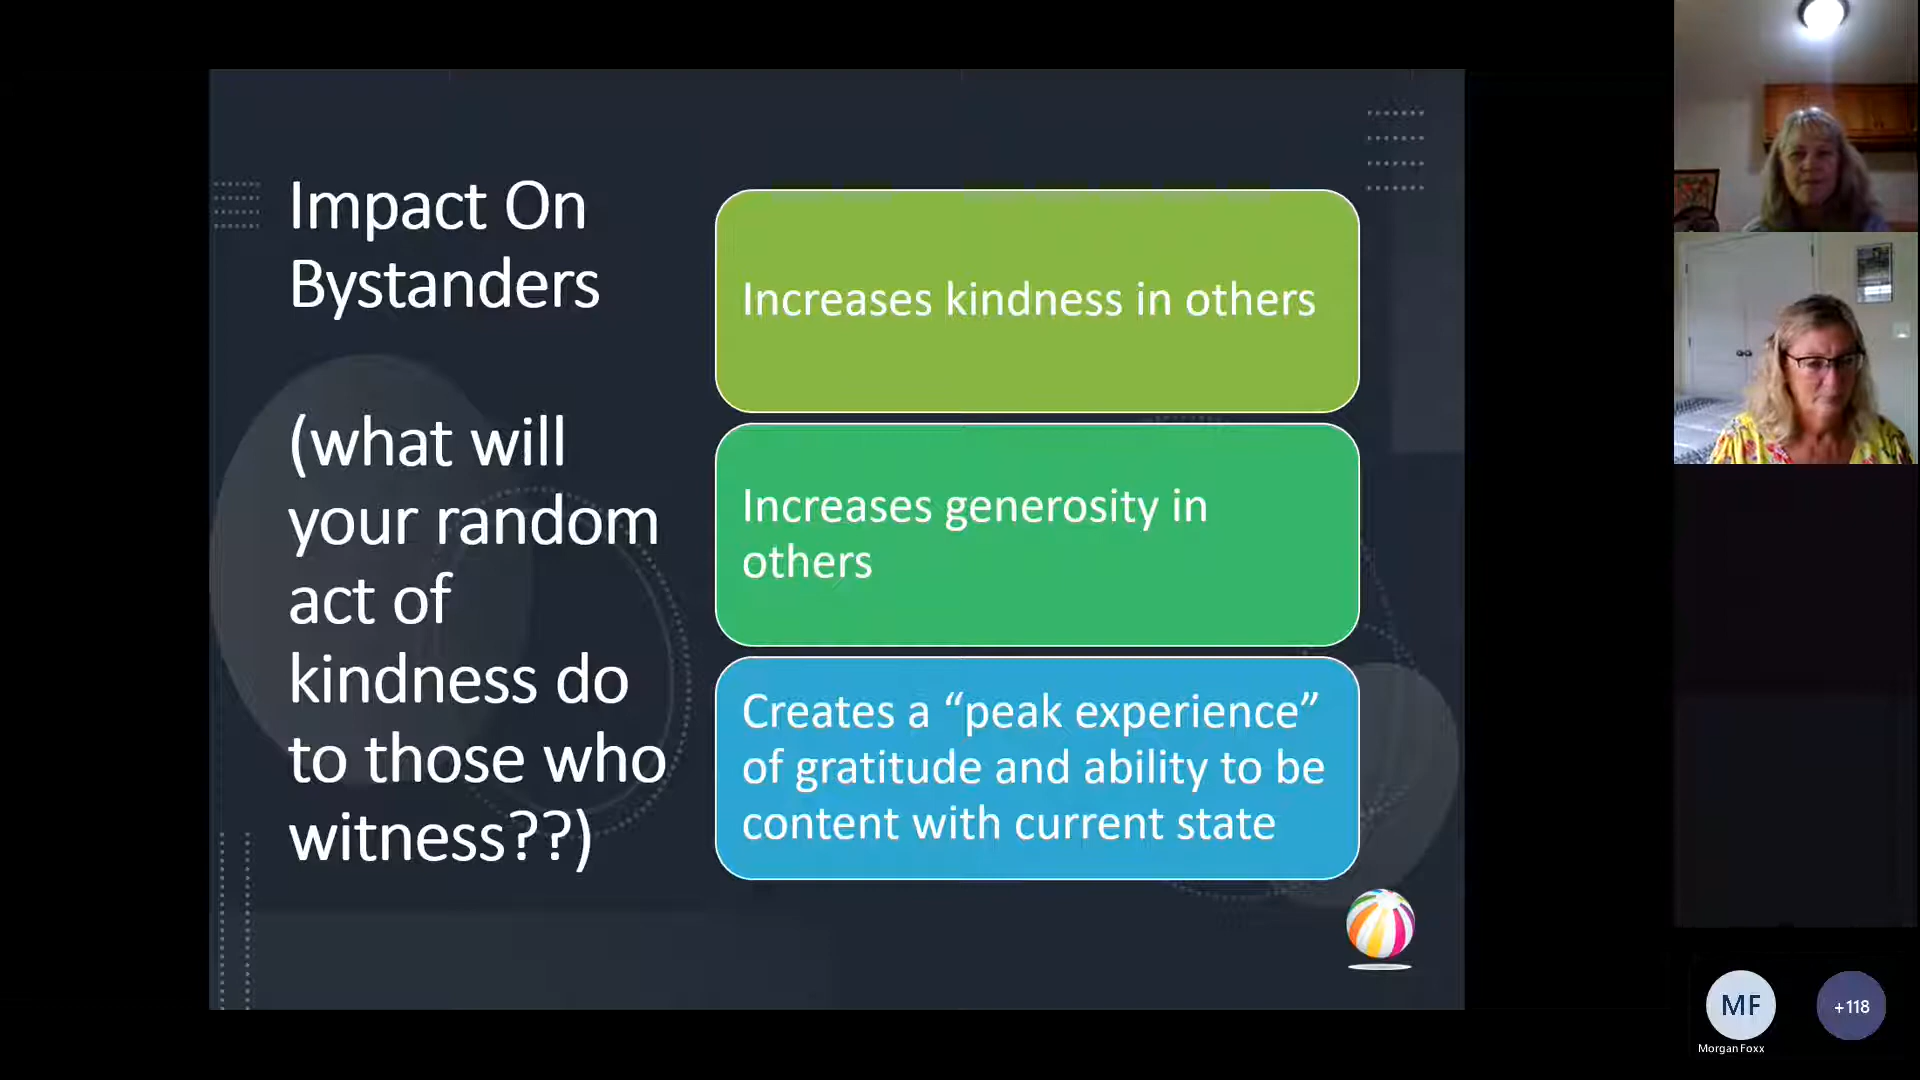 Impact On
Bystanders
(what will
your random
act of
kindness do
to those who
witness??)
Increases kindness in others
Increases generosity in
others
Creates a “peak experience”
of gratitude and ability to be
content with current state
MF
+118
Morgan Foxx